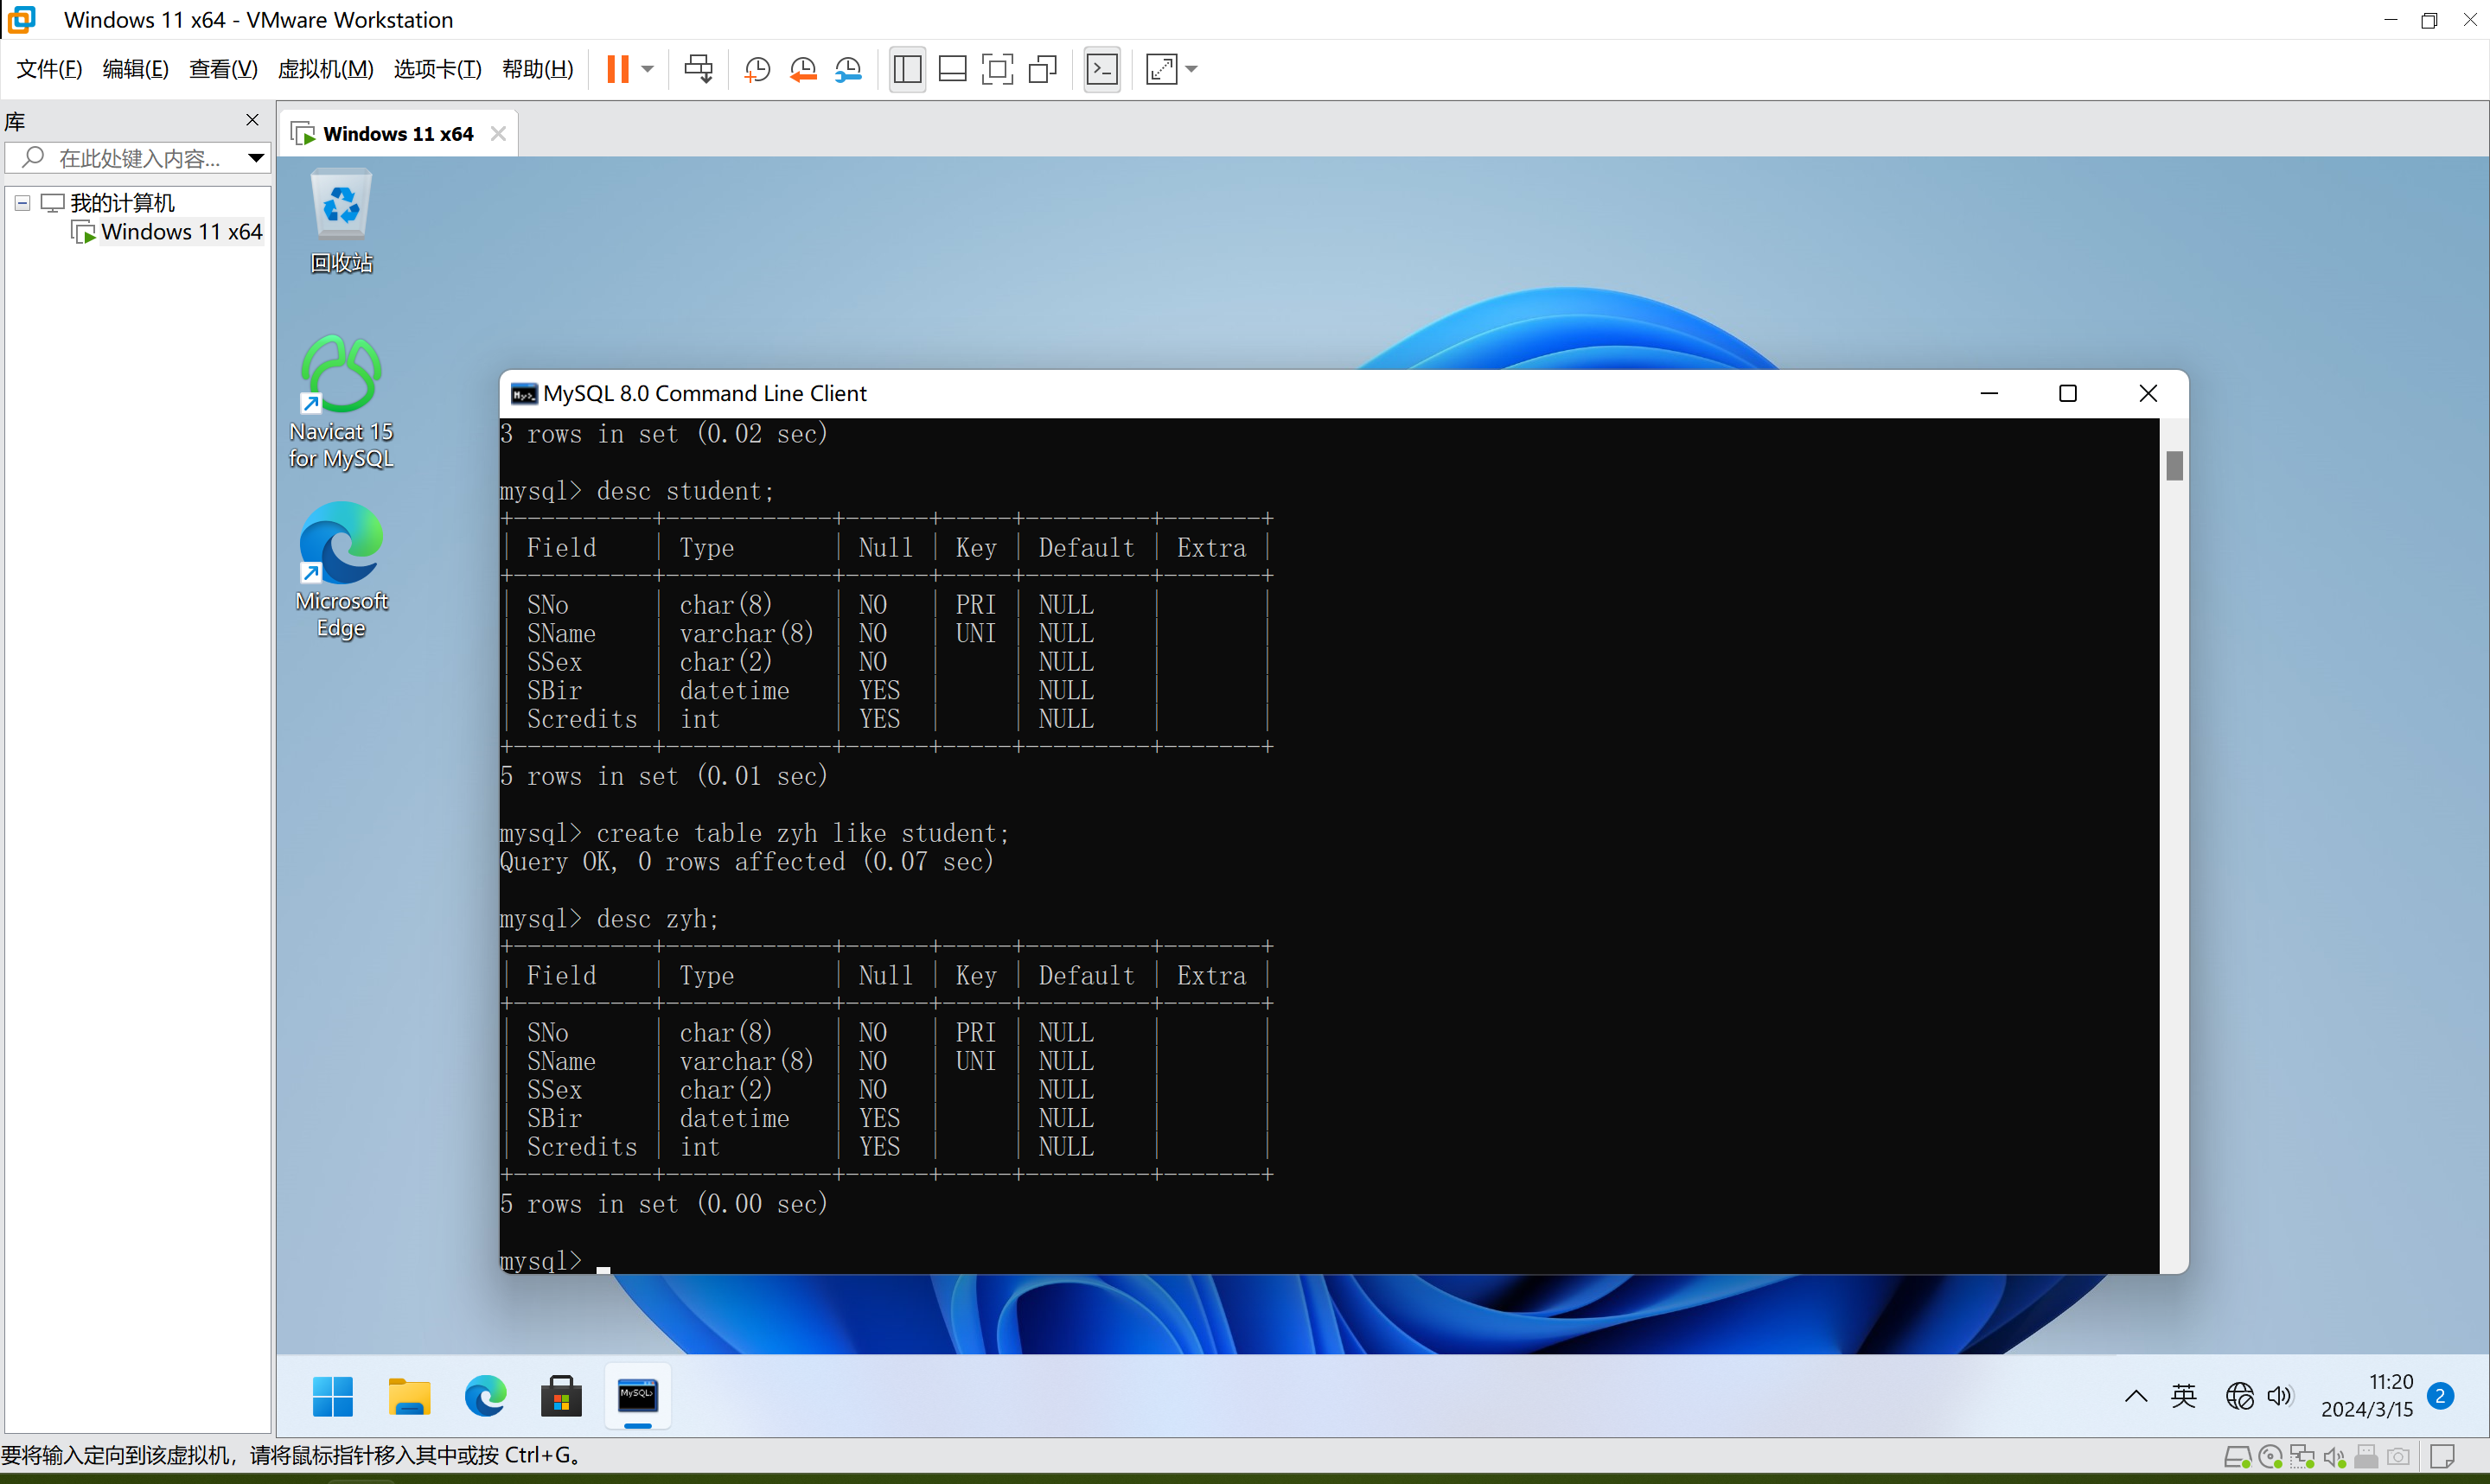 Windows 11 x64 - VMware Workstation
文件(F) 编辑(E) 查看(V) 虚拟机(M) 选项卡(T) 帮助(H)
库
在此处键入内容...
我的计算机
Windows 11 x64
Windows 11 x64
回收站
Navicat 15
for MySQL
Microsoft
Edge
MySQL 8.0 Command Line Client
3 rows in set (0.02 sec)
mysql> desc student;
+----------+------------+------+-----+---------+-------+
| Field    | Type       | Null | Key | Default | Extra |
+----------+------------+------+-----+---------+-------+
| SNo      | char(8)    | NO   | PRI | NULL    |       |
| SName    | varchar(8) | NO   | UNI | NULL    |       |
| SSex     | char(2)    | NO   |     | NULL    |       |
| SBir     | datetime   | YES  |     | NULL    |       |
| Scredits | int        | YES  |     | NULL    |       |
+----------+------------+------+-----+---------+-------+
5 rows in set (0.01 sec)
mysql> create table zyh like student;
Query OK, 0 rows affected (0.07 sec)
mysql> desc zyh;
+----------+------------+------+-----+---------+-------+
| Field    | Type       | Null | Key | Default | Extra |
+----------+------------+------+-----+---------+-------+
| SNo      | char(8)    | NO   | PRI | NULL    |       |
| SName    | varchar(8) | NO   | UNI | NULL    |       |
| SSex     | char(2)    | NO   |     | NULL    |       |
| SBir     | datetime   | YES  |     | NULL    |       |
| Scredits | int        | YES  |     | NULL    |       |
+----------+------------+------+-----+---------+-------+
5 rows in set (0.00 sec)
mysql>
MySQL>
英
11:20
2024/3/15
2
要将输入定向到该虚拟机，请将鼠标指针移入其中或按 Ctrl+G。